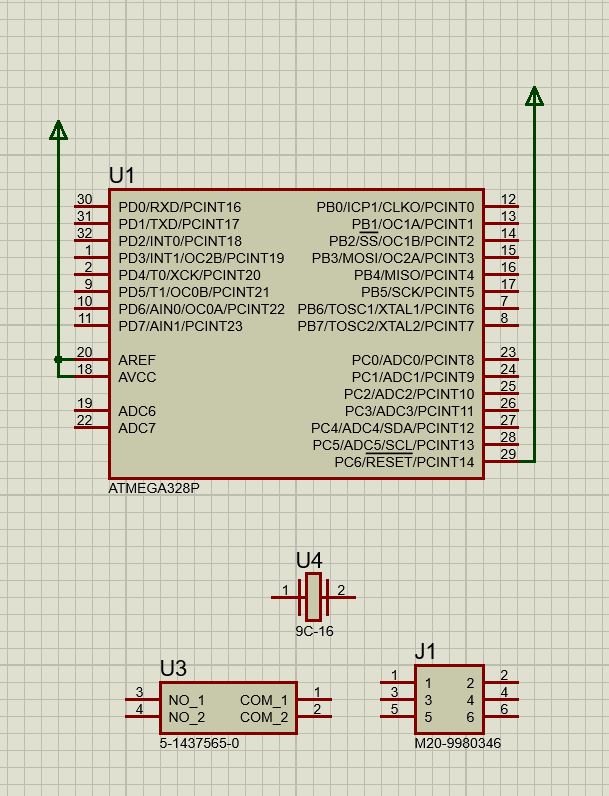 U1
30 PD0/RXD/PCINT16 PB0/ICP1/CLKO/PCINT0 12
31 PD1/TXD/PCINT17 PB1/OC1A/PCINT1 13
32 PD2/INT0/PCINT18 PB2/SS/OC1B/PCINT2 14
1 PD3/INT1/OC2B/PCINT19 PB3/MOSI/OC2A/PCINT3 15
2 PD4/T0/XCK/PCINT20 PB4/MISO/PCINT4 16
9 PD5/T1/OC0B/PCINT21 PB5/SCK/PCINT5 17
10 PD6/AIN0/OC0A/PCINT22 PB6/TOSC1/XTAL1/PCINT6 7
11 PD7/AIN1/PCINT23 PB7/TOSC2/XTAL2/PCINT7 8
20 AREF PC0/ADC0/PCINT8 23
18 AVCC PC1/ADC1/PCINT9 24
PC2/ADC2/PCINT10 25
19 ADC6 PC3/ADC3/PCINT11 26
22 ADC7 PC4/ADC4/SDA/PCINT12 27
PC5/ADC5/SCL/PCINT13 28
PC6/RESET/PCINT14 29
ATMEGA328P
U4
1 2
9C-16
U3
3 NO_1 COM_1 1
4 NO_2 COM_2 2
5-1437565-0
J1
1 1 2 2
3 3 4 4
5 5 6 6
M20-9980346